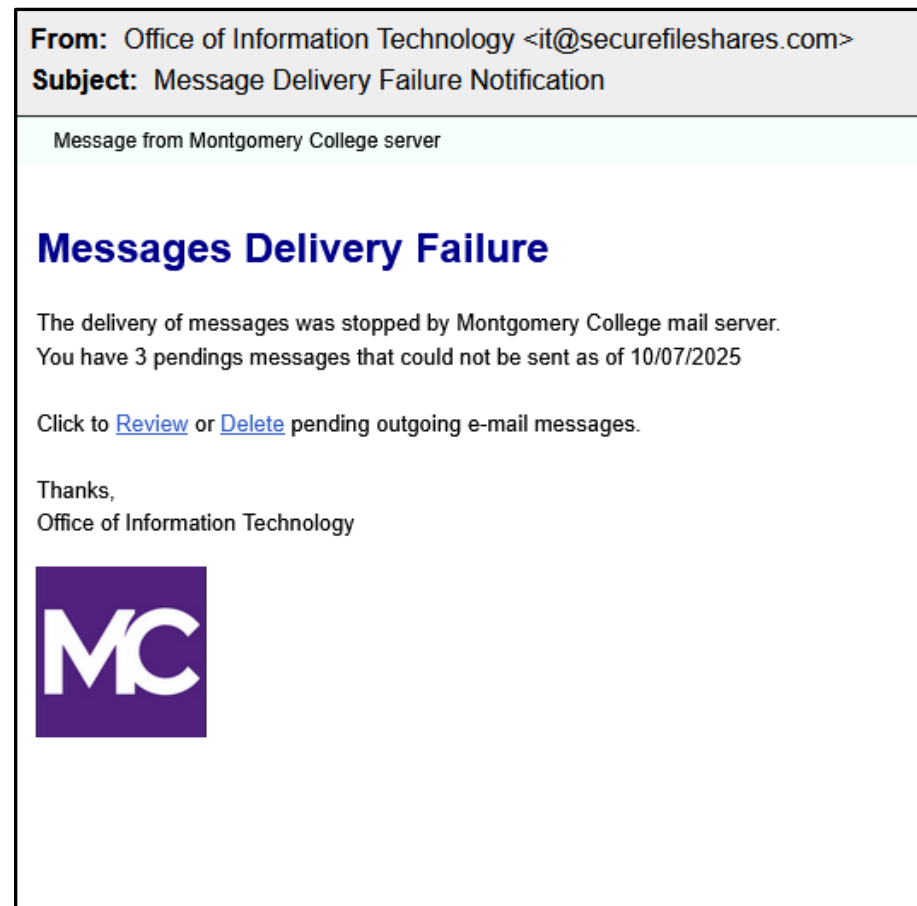 From: Office of Information Technology <it@securefileshares.com>
Subject: Message Delivery Failure Notification
Message from Montgomery College server
Messages Delivery Failure
The delivery of messages was stopped by Montgomery College mail server.
You have 3 pendings messages that could not be sent as of 10/07/2025
Click to Review or Delete pending outgoing e-mail messages.
Thanks,
Office of Information Technology
MC